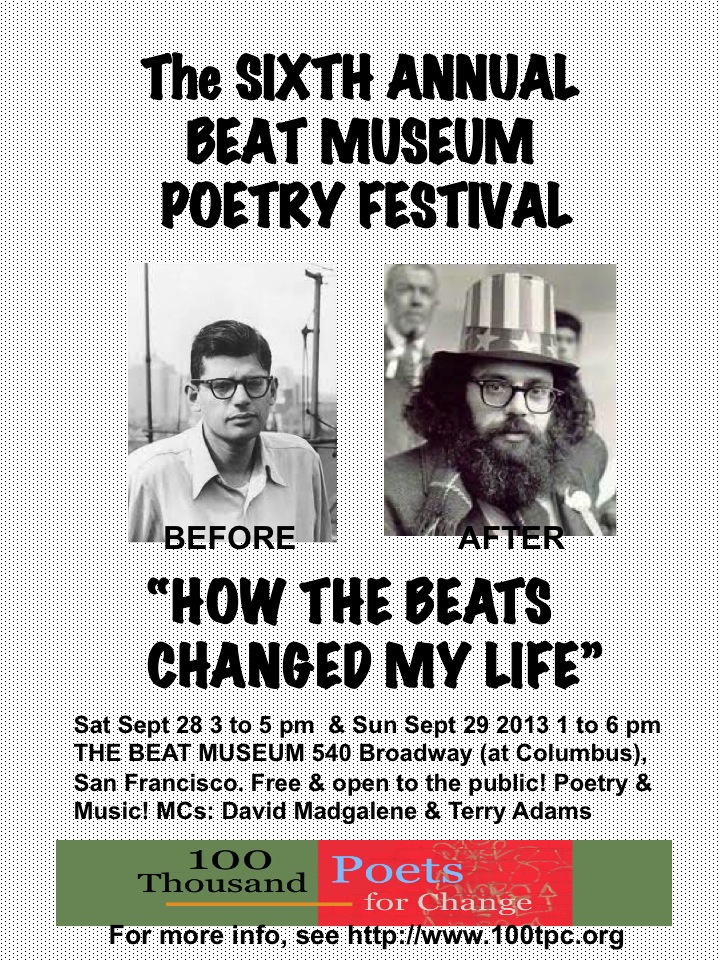 The SIXTH ANNUAL
BEAT MUSEUM
POETRY FESTIVAL
BEFORE
AFTER
“HOW THE BEATS
CHANGED MY LIFE”
Sat Sept 28 3 to 5 pm & Sun Sept 29 2013 1 to 6 pm
THE BEAT MUSEUM 540 Broadway (at Columbus),
San Francisco. Free & open to the public! Poetry &
Music! MCs: David Madgalene & Terry Adams
100
Thousand
Poets
for Change
For more info, see http://www.100tpc.org